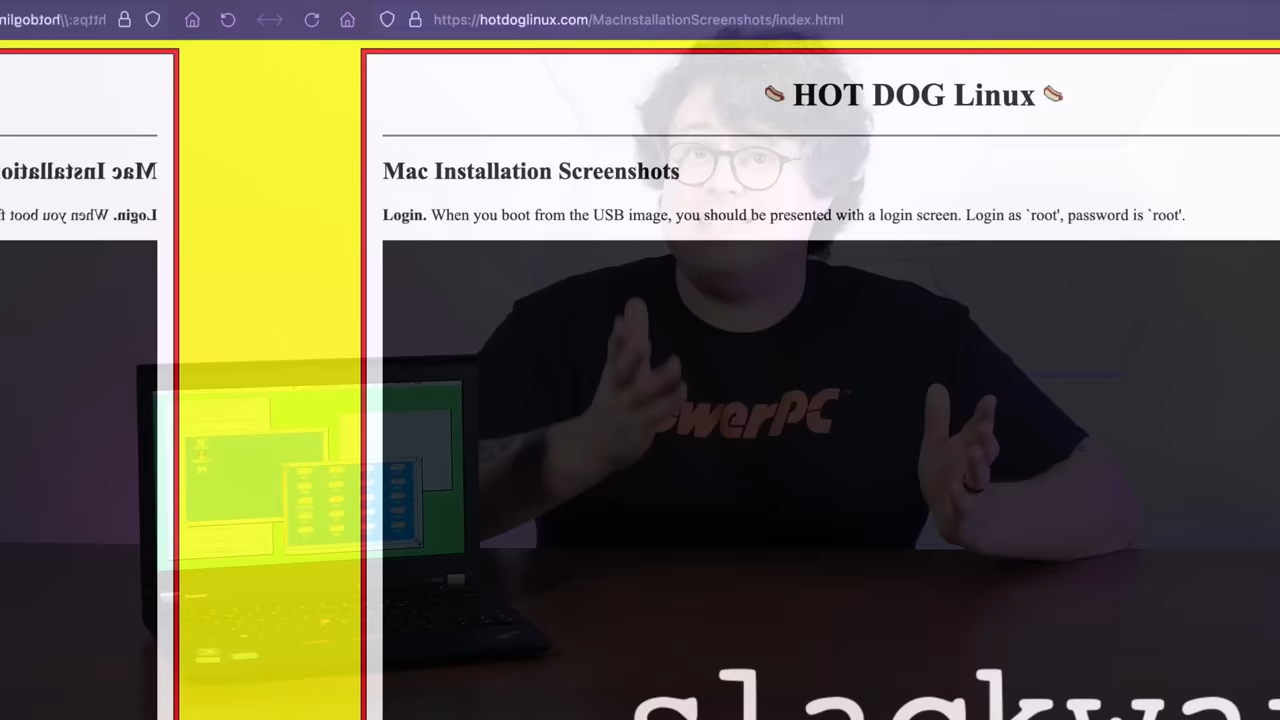 https://hotdoglinux.com/MacInstallationScreenshots/index.html
HOT DOG Linux
Mac Installation Screenshots
Login. When you boot from the USB image, you should be presented with a login screen. Login as `root', password is `root'.
PowerPC™